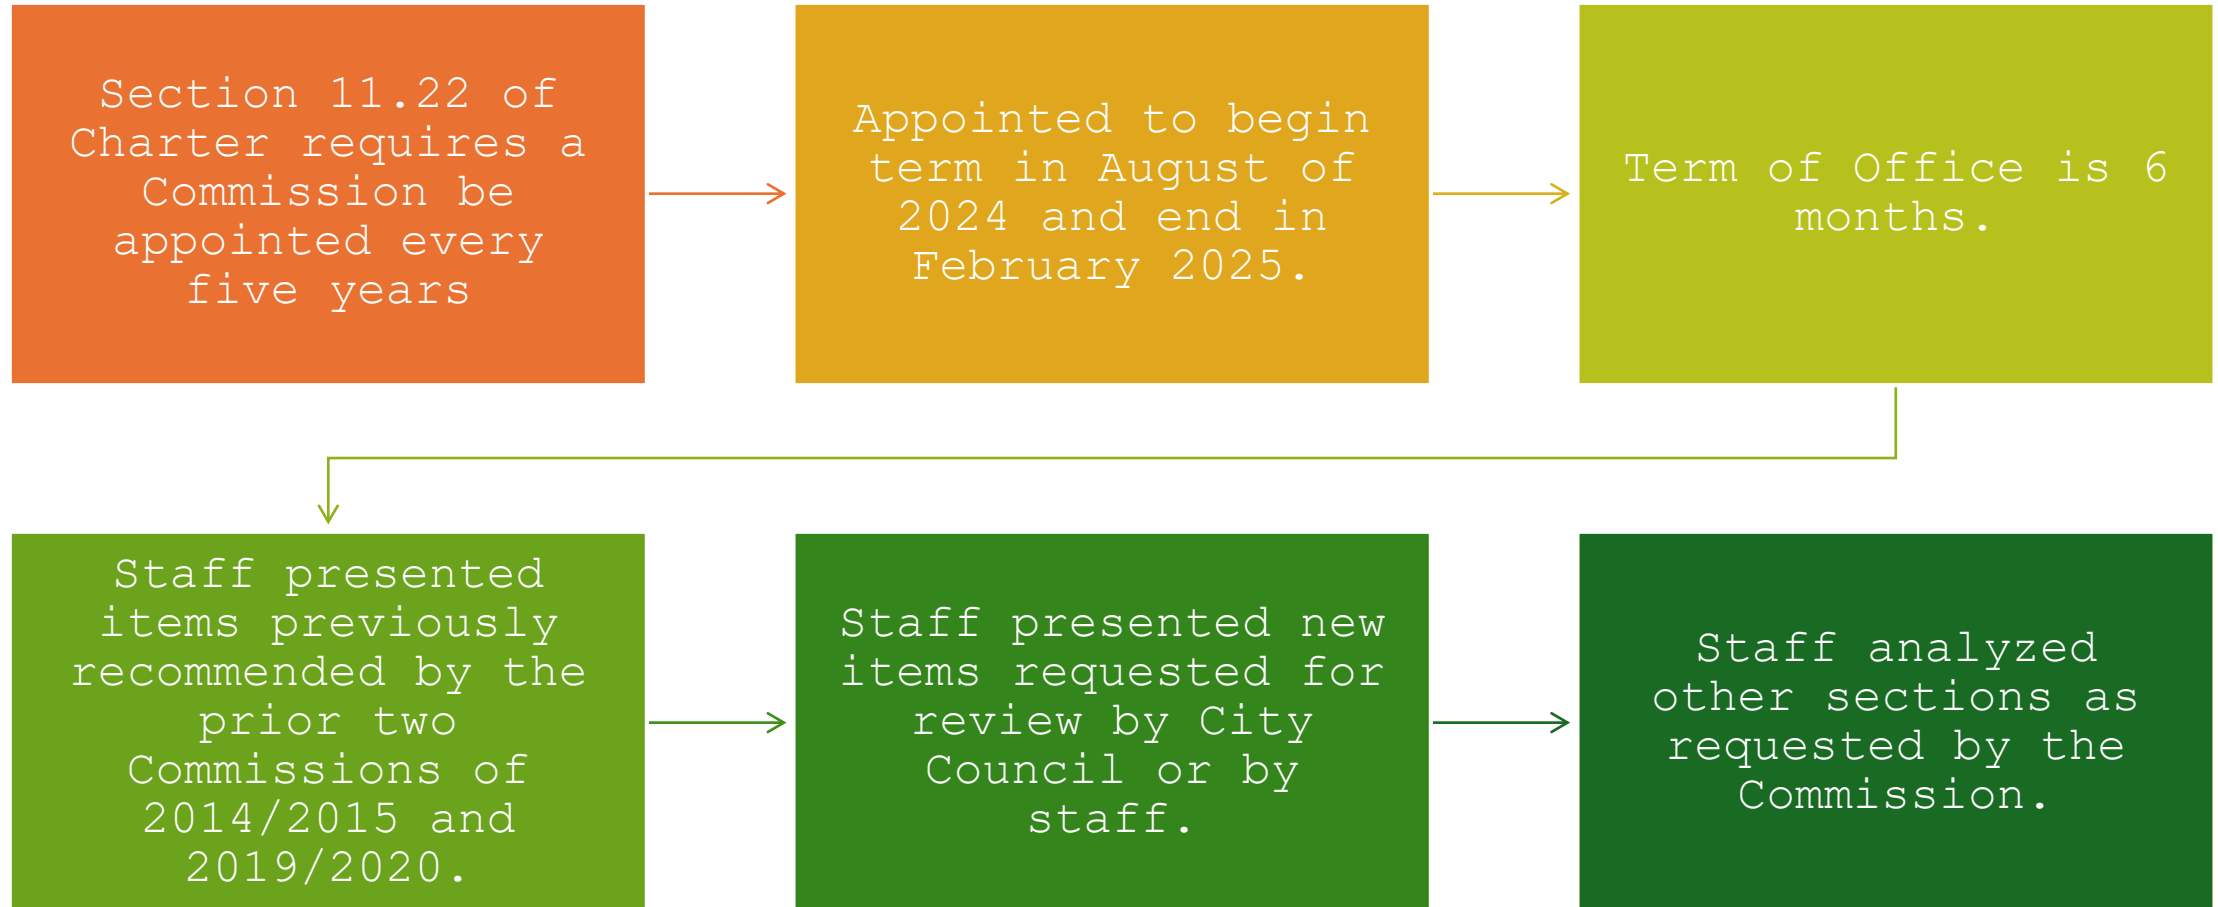 Section 11.22 of
Charter requires a
Commission be
appointed every
five years
Appointed to begin
term in August of
2024 and end in
February 2025.
Term of Office is 6
months.
Staff presented
items previously
recommended by the
prior two
Commissions of
2014/2015 and
2019/2020.
Staff presented new
items requested for
review by City
Council or by
staff.
Staff analyzed
other sections as
requested by the
Commission.